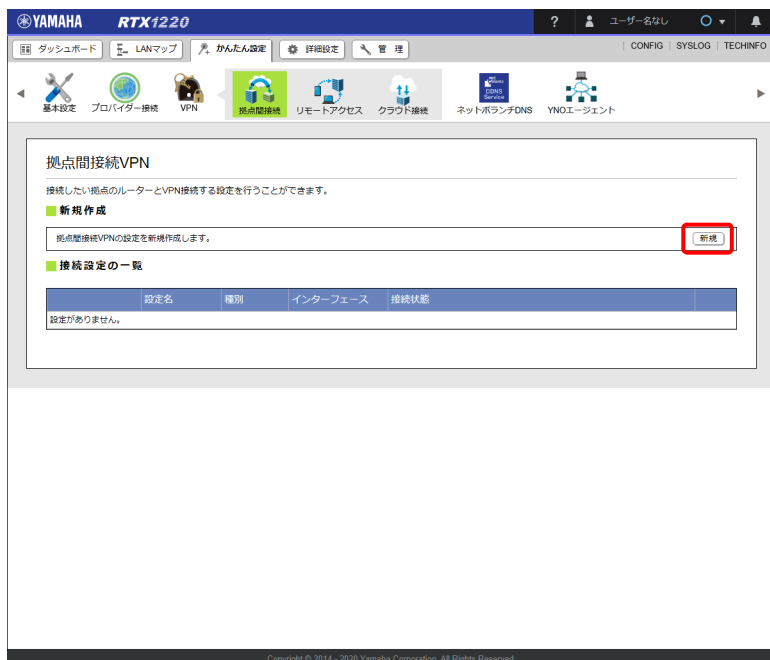 YAMAHA RTX1220 ? ユーザー名なし
ダッシュボード LANマップ かんたん設定 詳細設定 管 理 CONFIG SYSLOG TECHINFO
CDNS
Service
基本設定 プロバイダー接続 VPN 拠点間接続 リモートアクセス クラウド接続 ネットボランチDNS YNOエージェント
拠点間接続VPN
接続したい拠点のルーターとVPN接続する設定を行うことができます。
新規作成
拠点間接続VPNの設定を新規作成します。 新規
接続設定の一覧
設定名 種別 インターフェース 接続状態
設定がありません。
Copyright © 2014 - 2020 Yamaha Corporation. All Rights Reserved.